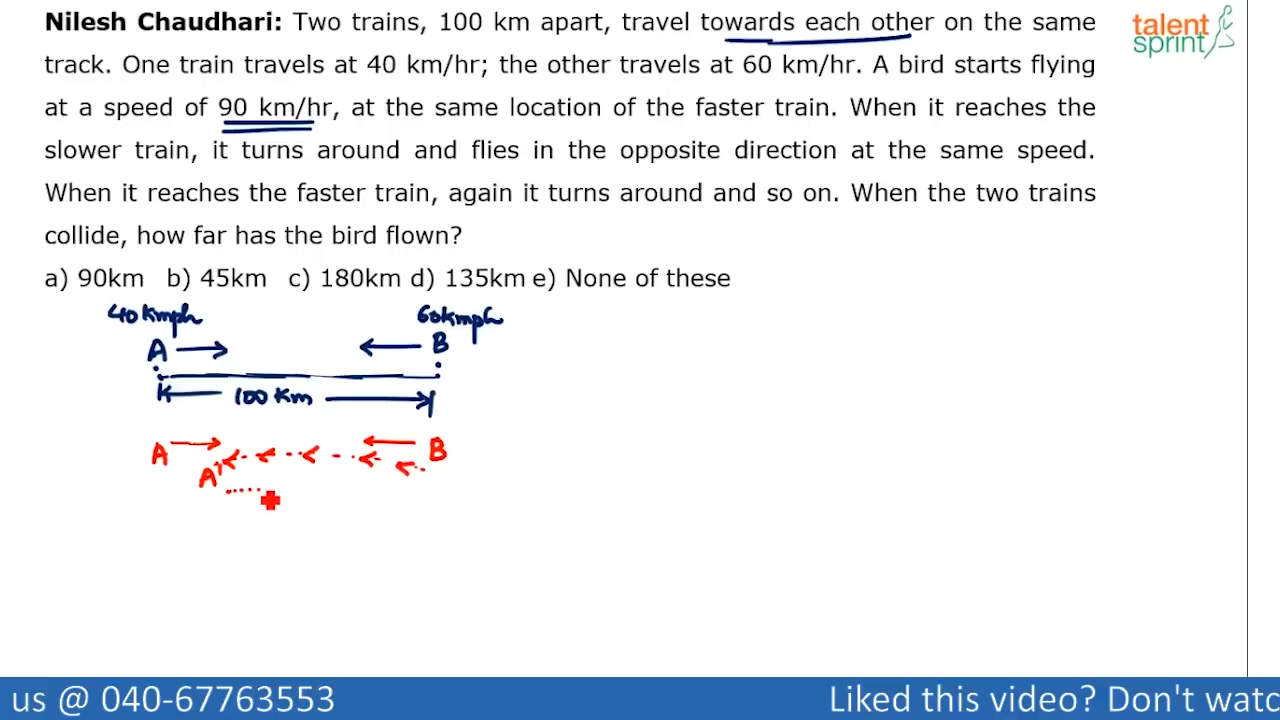 Nilesh Chaudhari: Two trains, 100 km apart, travel towards each other on the same
talent
sprint
track. One train travels at 40 km/hr; the other travels at 60 km/hr. A bird starts flying
at a speed of 90 km/hr, at the same location of the faster train. When it reaches the
slower train, it turns around and flies in the opposite direction at the same speed.
When it reaches the faster train, again it turns around and so on. When the two trains
collide, how far has the bird flown?
a) 90km b) 45km c) 180km d) 135km e) None of these
40 kmph 60kmph
A B
100 Km
A B
A'
us @ 040-67763553 Liked this video? Don't watc